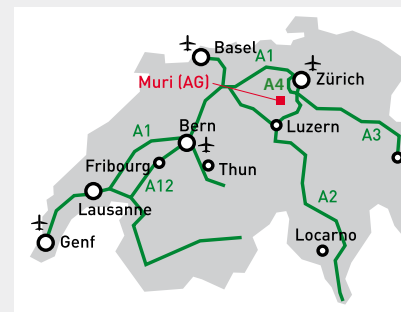 Basel
A1
Muri (AG)
A4
Zürich
A1
Bern
Luzern
A3
Fribourg
Thun
A12
A2
Lausanne
Genf
Locarno